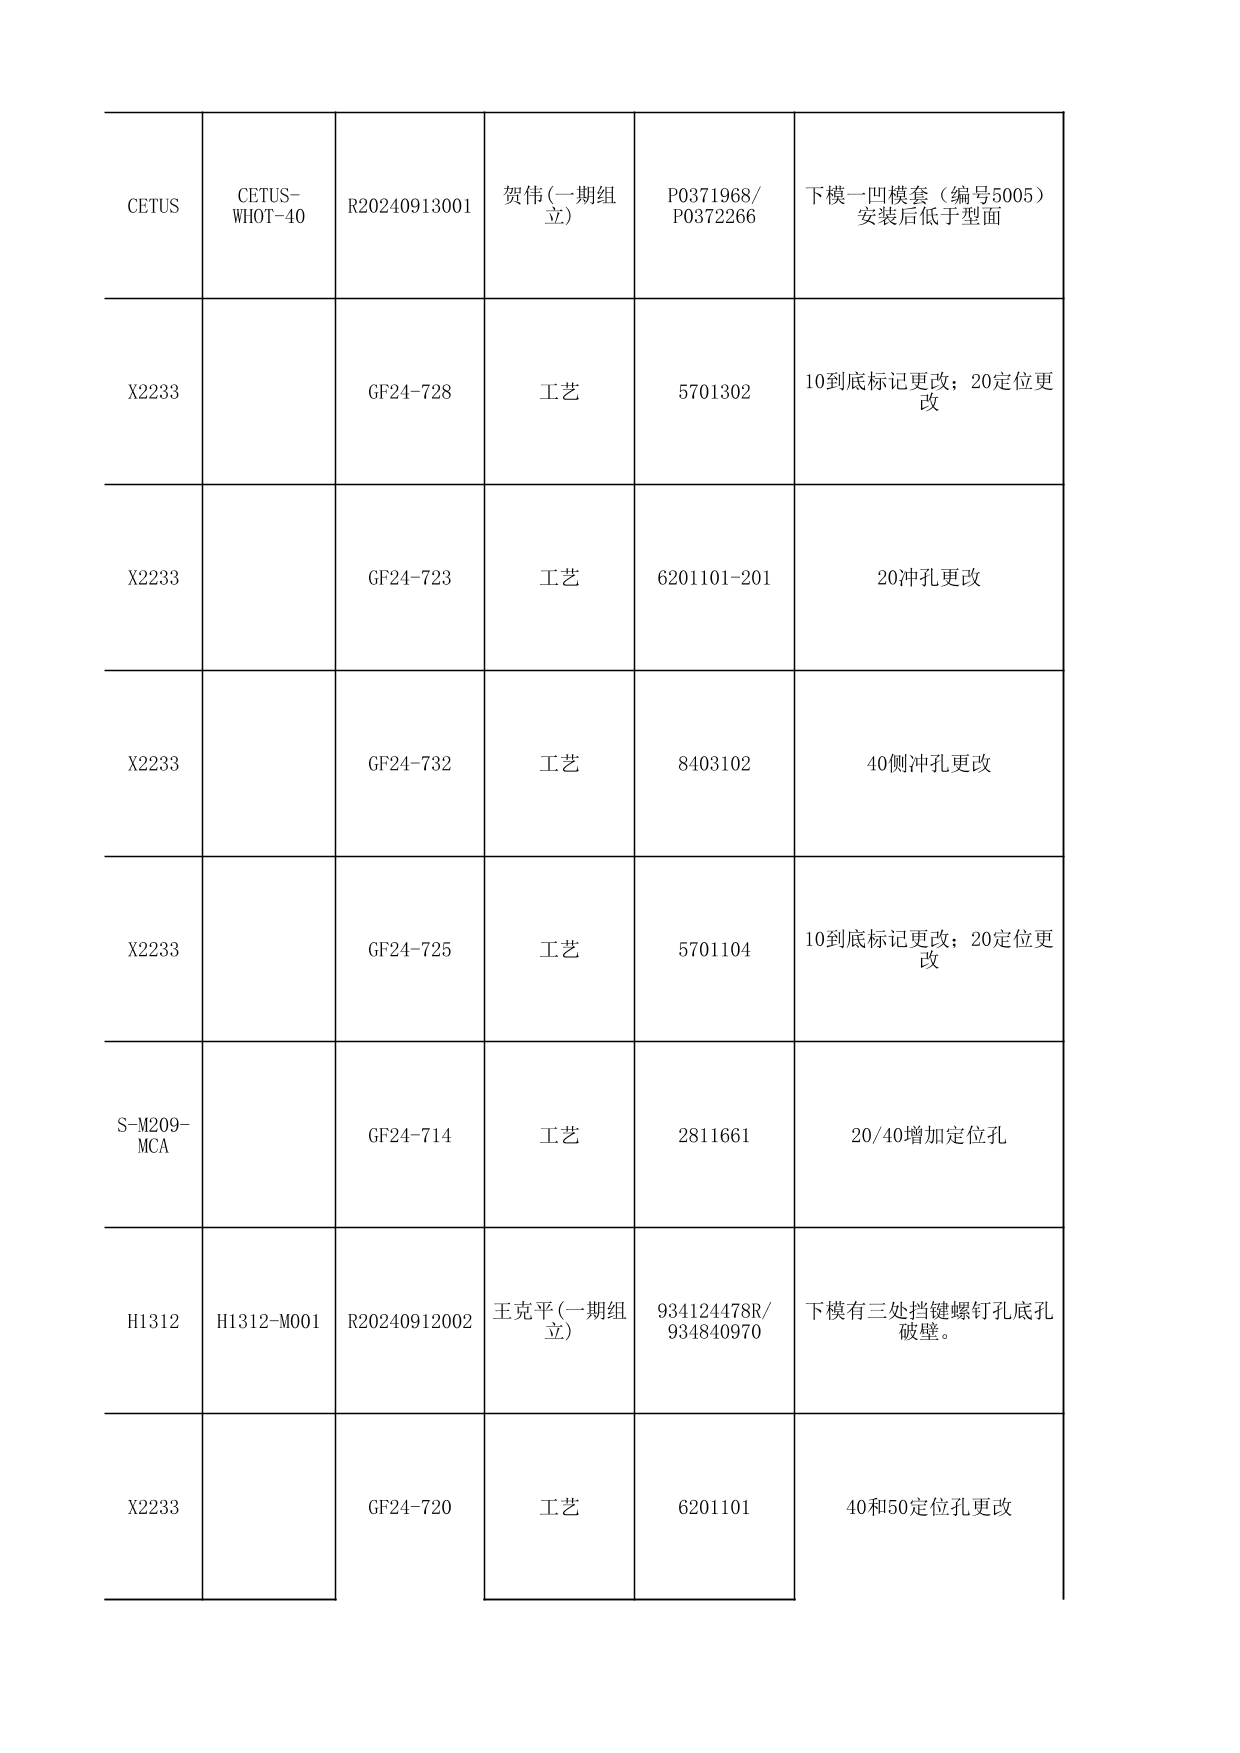 CETUS
CETUS-
WHOT-40
R20240913001
贺伟(一期组
立)
P0371968/
P0372266
下模一凹模套（编号5005）
安装后低于型面
X2233
GF24-728
工艺
5701302
10到底标记更改；20定位更
改
X2233
GF24-723
工艺
6201101-201
20冲孔更改
X2233
GF24-732
工艺
8403102
40侧冲孔更改
X2233
GF24-725
工艺
5701104
10到底标记更改；20定位更
改
S-M209-
MCA
GF24-714
工艺
2811661
20/40增加定位孔
H1312
H1312-M001
R20240912002
王克平(一期组
立)
934124478R/
934840970
下模有三处挡键螺钉孔底孔
破壁。
X2233
GF24-720
工艺
6201101
40和50定位孔更改